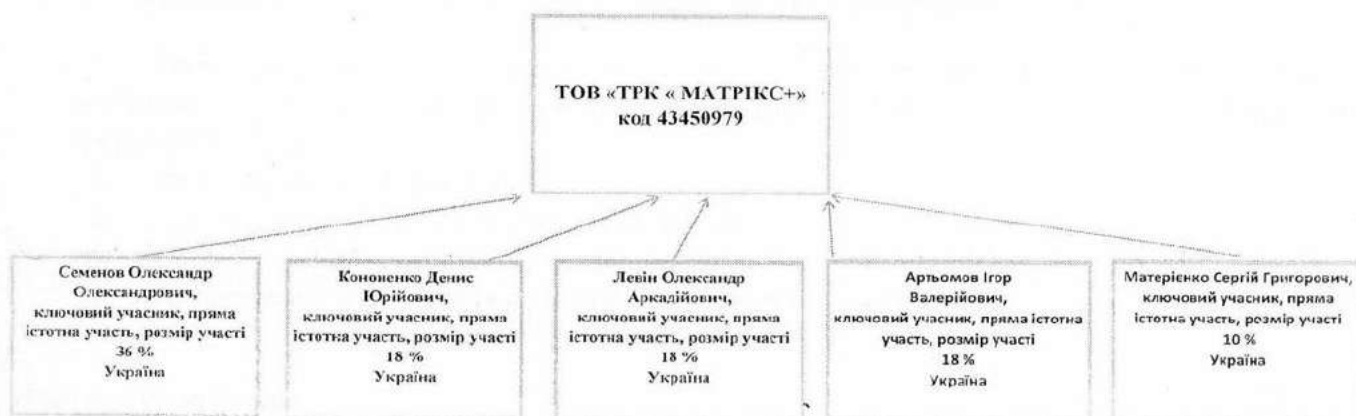 ТОВ «ТРК « МАТРІКС+»
код 43450979
Семенов Олександр
Олександрович,
ключовий учасник, пряма
істотна участь, розмір участі
36 %
Україна
Кононенко Денис
Юрійович,
ключовий учасник, пряма
істотна участь, розмір участі
18 %
Україна
Левін Олександр
Аркадійович,
ключовий учасник, пряма
істотна участь, розмір участі
18 %
Україна
Артьомов Ігор
Валерійович,
ключовий учасник, пряма істотна
участь, розмір участі
18 %
Україна
Матерієнко Сергій Григорович,
ключовий учасник, пряма
істотна участь, розмір участі
10 %
Україна